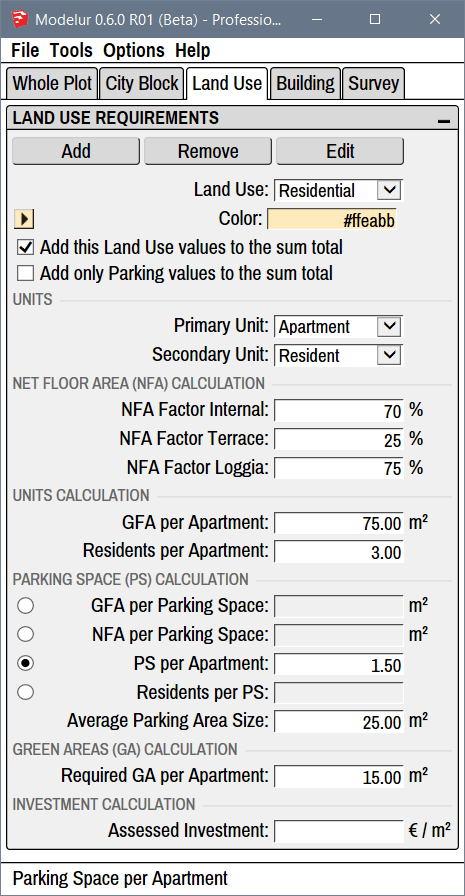 Modelur 0.6.0 R01 (Beta) - Professio...
File Tools Options Help
Whole Plot City Block Land Use Building Survey
LAND USE REQUIREMENTS
Add Remove Edit
Land Use: Residential
Color: #ffeabb
Add this Land Use values to the sum total
Add only Parking values to the sum total
UNITS
Primary Unit: Apartment
Secondary Unit: Resident
NET FLOOR AREA (NFA) CALCULATION
NFA Factor Internal: 70 %
NFA Factor Terrace: 25 %
NFA Factor Loggia: 75 %
UNITS CALCULATION
GFA per Apartment: 75.00 m²
Residents per Apartment: 3.00
PARKING SPACE (PS) CALCULATION
GFA per Parking Space: m²
NFA per Parking Space: m²
PS per Apartment: 1.50
Residents per PS:
Average Parking Area Size: 25.00 m²
GREEN AREAS (GA) CALCULATION
Required GA per Apartment: 15.00 m²
INVESTMENT CALCULATION
Assessed Investment: € / m²
Parking Space per Apartment